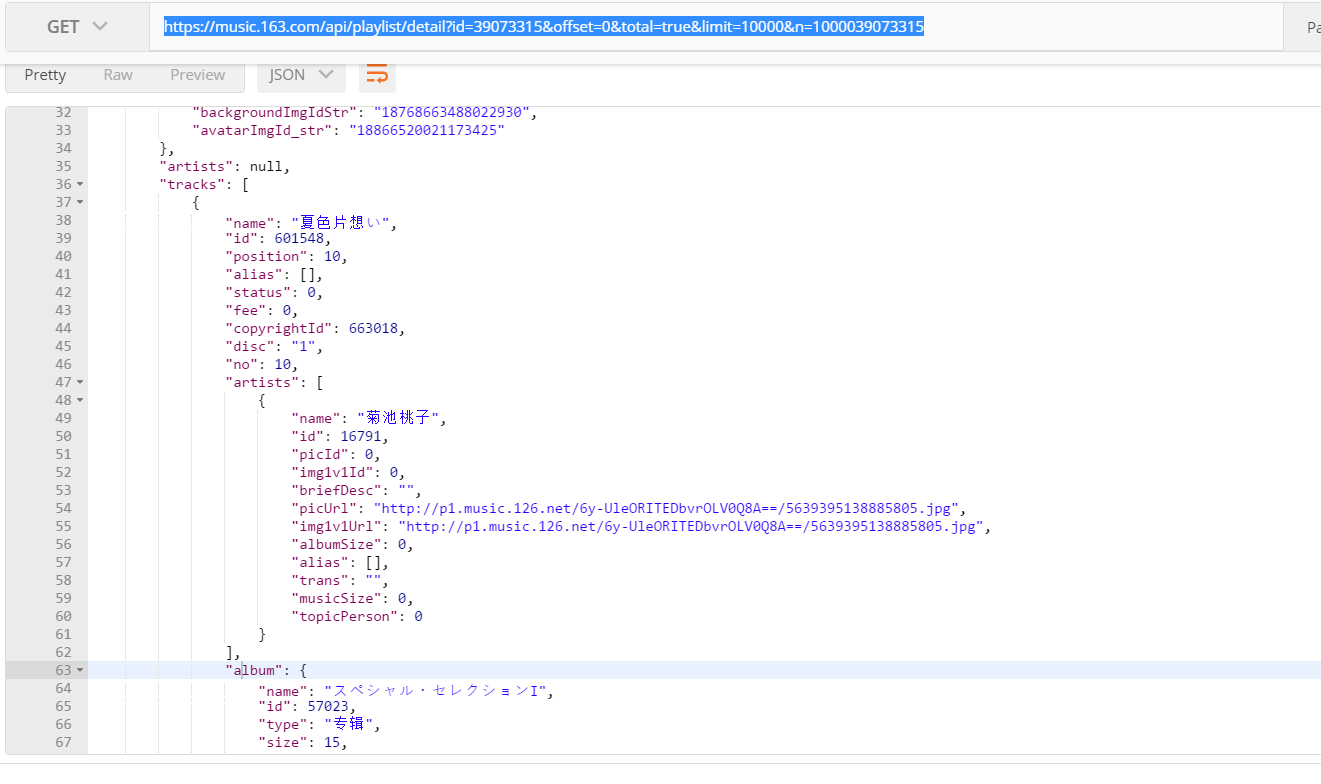 GET https://music.163.com/api/playlist/detail?id=39073315&offset=0&total=true&limit=10000&n=1000039073315 Pa
Pretty Raw Preview JSON
32 "backgroundImgIdStr": "18768663488022930",
33 "avatarImgId_str": "18866520021173425"
34 },
35 "artists": null,
36 "tracks": [
37 {
38 "name": "夏色片想い",
39 "id": 601548,
40 "position": 10,
41 "alias": [],
42 "status": 0,
43 "fee": 0,
44 "copyrightId": 663018,
45 "disc": "1",
46 "no": 10,
47 "artists": [
48 {
49 "name": "菊池桃子",
50 "id": 16791,
51 "picId": 0,
52 "img1v1Id": 0,
53 "briefDesc": "",
54 "picUrl": "http://p1.music.126.net/6y-UleORITEDbvrOLV0Q8A==/5639395138885805.jpg",
55 "img1v1Url": "http://p1.music.126.net/6y-UleORITEDbvrOLV0Q8A==/5639395138885805.jpg",
56 "albumSize": 0,
57 "alias": [],
58 "trans": "",
59 "musicSize": 0,
60 "topicPerson": 0
61 }
62 ],
63 "album": {
64 "name": "スペシャル・セレクションI",
65 "id": 57023,
66 "type": "专辑",
67 "size": 15,